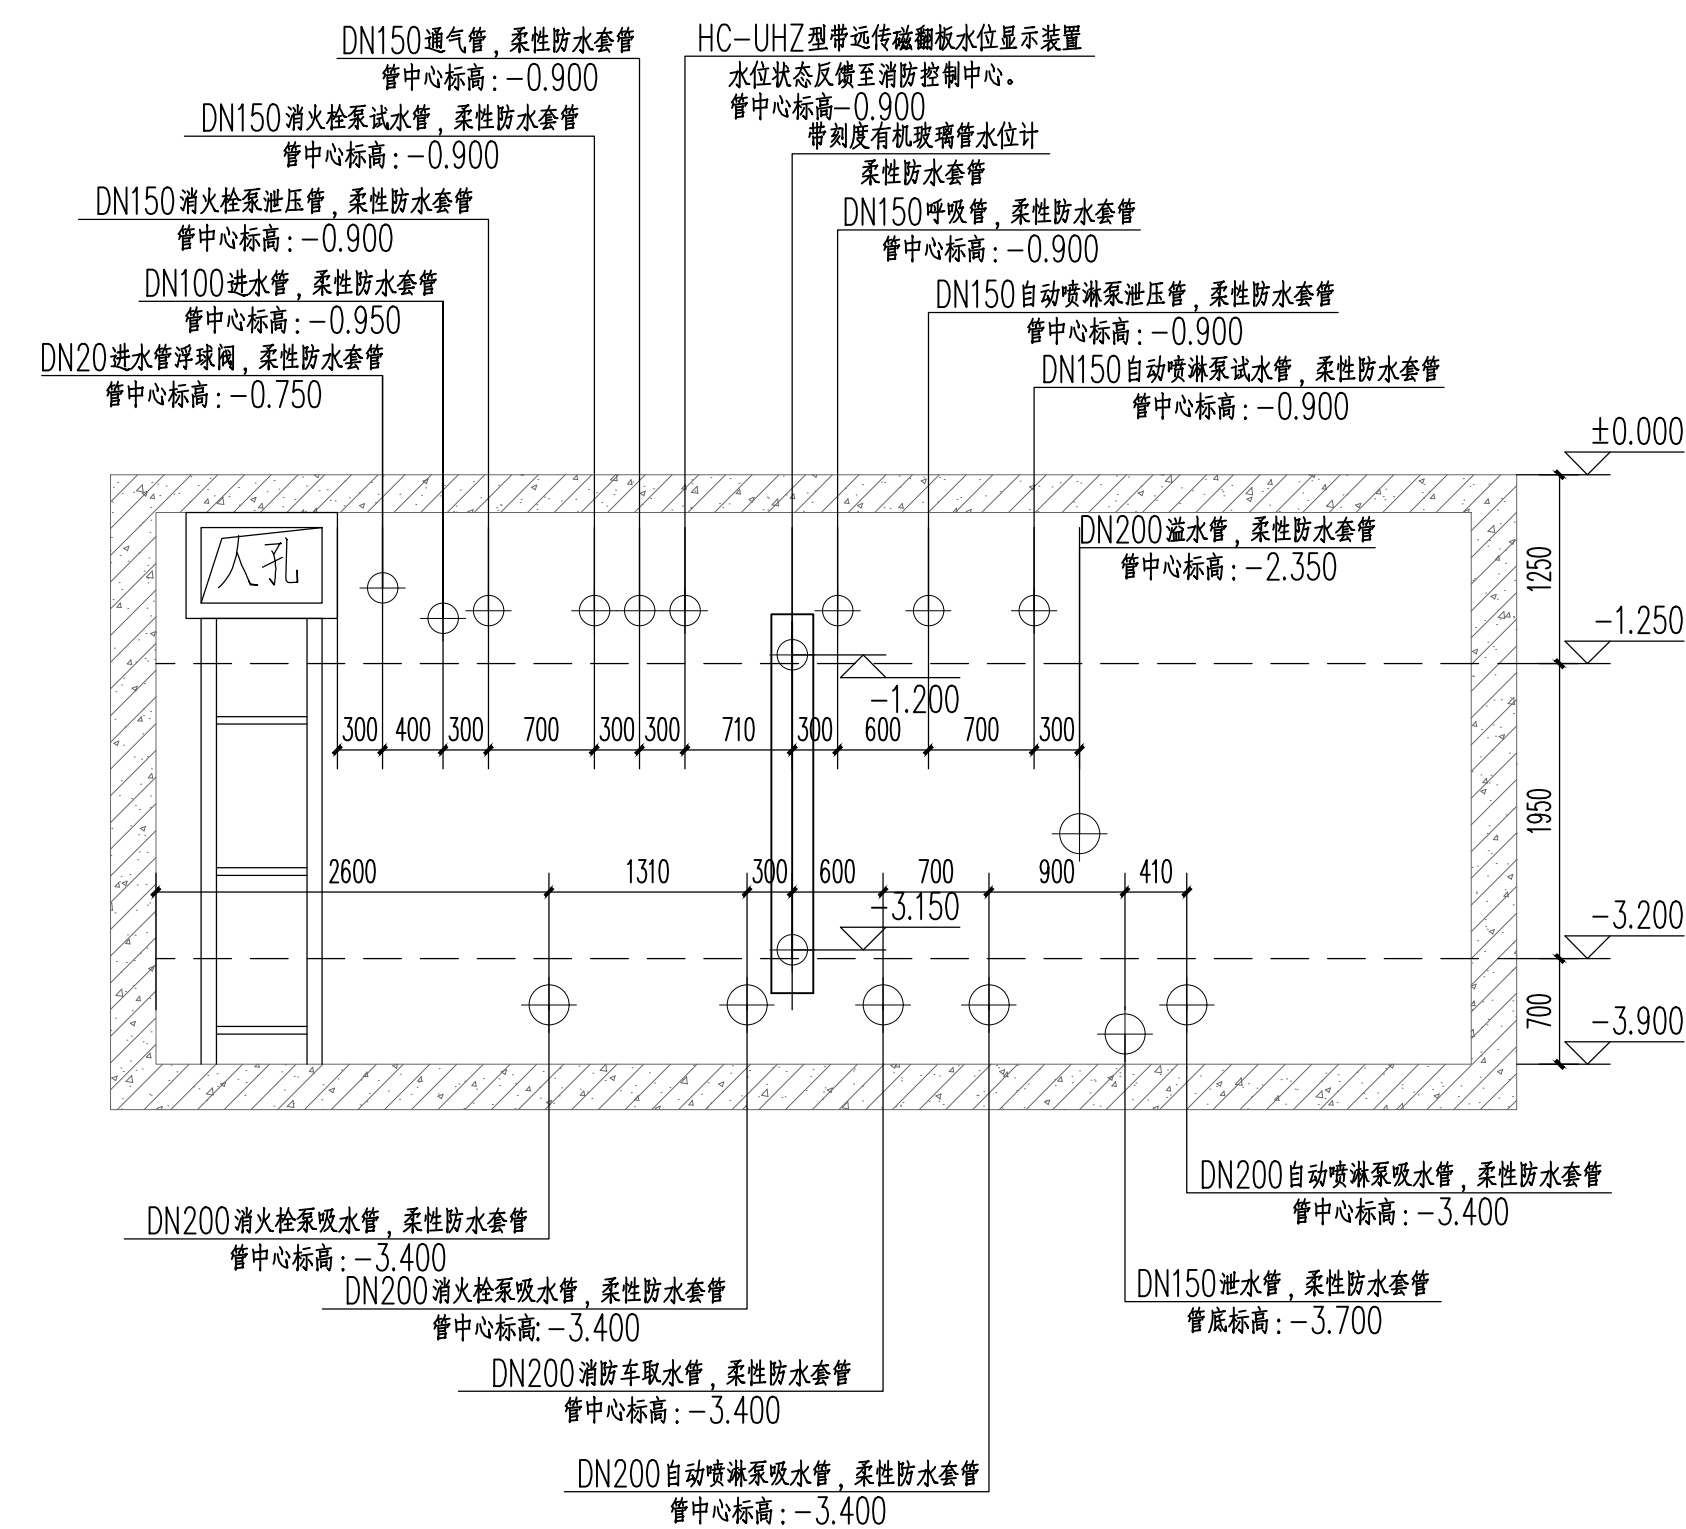 DN150通气管，柔性防水套管
管中心标高：-0.900
HC-UHZ型带远传磁翻板水位显示装置
水位状态反馈至消防控制中心。
管中心标高-0.900
DN150消火栓泵试水管，柔性防水套管
管中心标高：-0.900
带刻度有机玻璃管水位计
柔性防水套管
DN150消火栓泵泄压管，柔性防水套管
管中心标高：-0.900
DN150呼吸管，柔性防水套管
管中心标高：-0.900
DN100进水管，柔性防水套管
管中心标高：-0.950
DN150自动喷淋泵泄压管，柔性防水套管
管中心标高：-0.900
DN20进水管浮球阀，柔性防水套管
管中心标高：-0.750
DN150自动喷淋泵试水管，柔性防水套管
管中心标高：-0.900
±0.000
人孔
DN200溢水管，柔性防水套管
管中心标高：-2.350
1250
-1.250
-1.200
300 400 300 700 300 300 710 300 600 700 300
1950
2600 1310 300 600 700 900 410
-3.150
-3.200
700
-3.900
DN200自动喷淋泵吸水管，柔性防水套管
管中心标高：-3.400
DN200消火栓泵吸水管，柔性防水套管
管中心标高：-3.400
DN200消火栓泵吸水管，柔性防水套管
管中心标高：-3.400
DN150泄水管，柔性防水套管
管底标高：-3.700
DN200消防车取水管，柔性防水套管
管中心标高：-3.400
DN200自动喷淋泵吸水管，柔性防水套管
管中心标高：-3.400